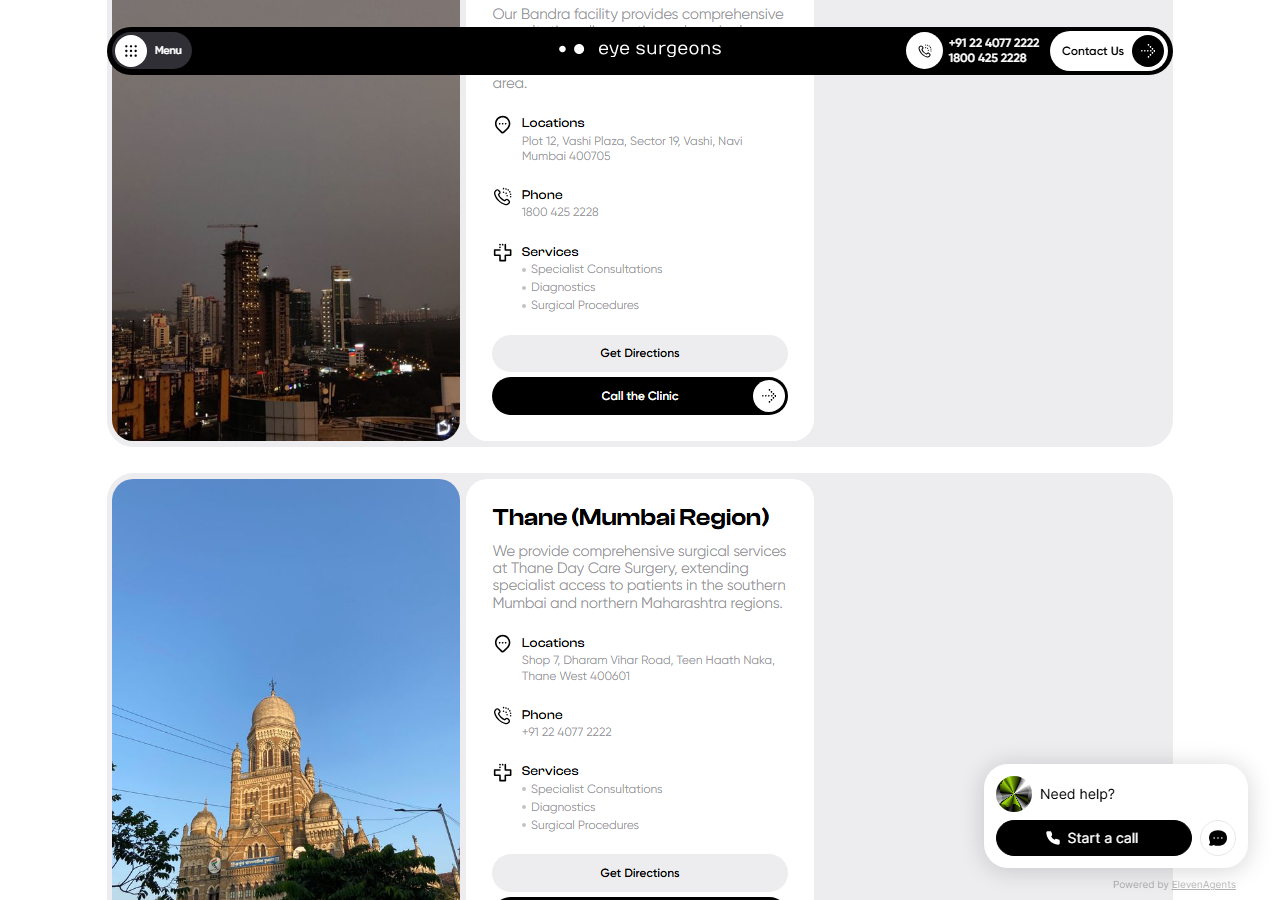 Our Bandra facility provides comprehensive
Menu
eye surgeons
+91 22 4077 2222
1800 425 2228
Contact Us
area.
Locations
Plot 12, Vashi Plaza, Sector 19, Vashi, Navi
Mumbai 400705
Phone
1800 425 2228
Services
Specialist Consultations
Diagnostics
Surgical Procedures
Get Directions
Call the Clinic
Thane (Mumbai Region)
We provide comprehensive surgical services
at Thane Day Care Surgery, extending
specialist access to patients in the southern
Mumbai and northern Maharashtra regions.
Locations
Shop 7, Dharam Vihar Road, Teen Haath Naka,
Thane West 400601
Phone
+91 22 4077 2222
Services
Specialist Consultations
Diagnostics
Surgical Procedures
Get Directions
Need help?
Start a call
Powered by ElevenAgents